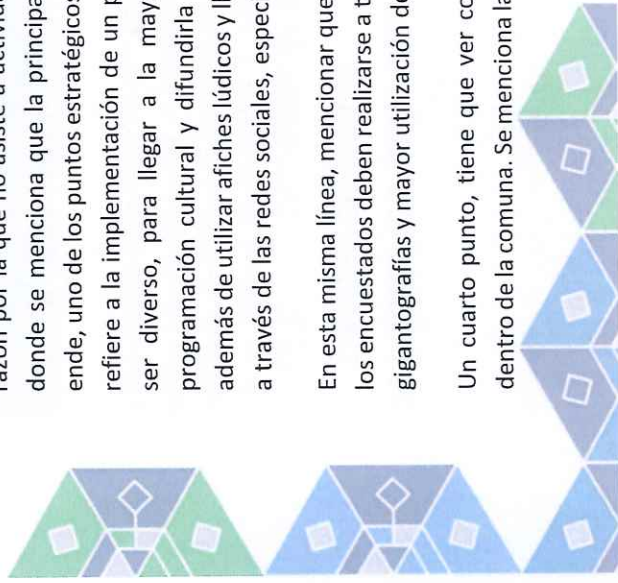 razón por la que no asiste a activida
donde se menciona que la principa
ende, uno de los puntos estratégicos
refiere a la implementación de un p
ser diverso, para llegar a la may
programación cultural y difundirla
además de utilizar afiches lúdicos y l
a través de las redes sociales, espec
En esta misma línea, mencionar que
los encuestados deben realizarse a t
gigantografías y mayor utilización de
Un cuarto punto, tiene que ver co
dentro de la comuna. Se menciona la